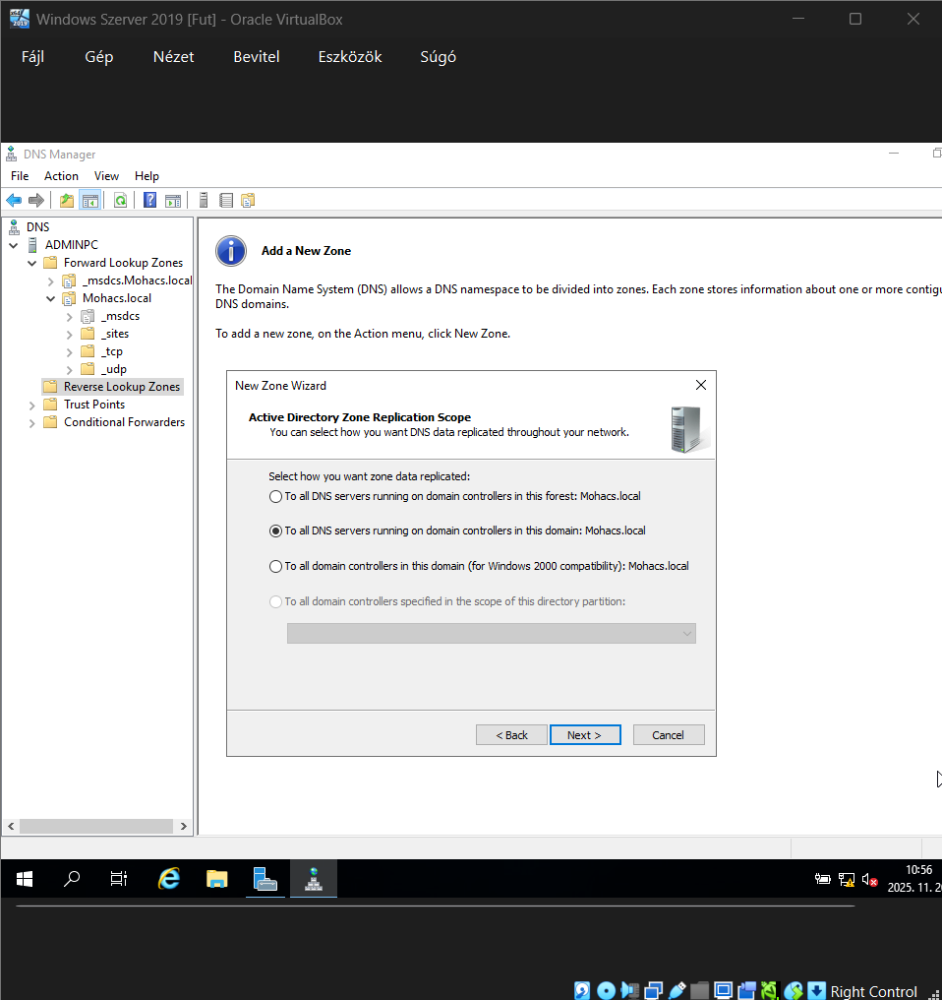 Windows Szerver 2019 [Fut] - Oracle VirtualBox
Fájl Gép Nézet Bevitel Eszközök Súgó
DNS Manager
File Action View Help
DNS
ADMINPC
Forward Lookup Zones
_msdcs.Mohacs.local
Mohacs.local
_msdcs
_sites
_tcp
_udp
Reverse Lookup Zones
Trust Points
Conditional Forwarders
Add a New Zone
The Domain Name System (DNS) allows a DNS namespace to be divided into zones. Each zone stores information about one or more contigu
DNS domains.
To add a new zone, on the Action menu, click New Zone.
New Zone Wizard
Active Directory Zone Replication Scope
You can select how you want DNS data replicated throughout your network.
Select how you want zone data replicated:
To all DNS servers running on domain controllers in this forest: Mohacs.local
To all DNS servers running on domain controllers in this domain: Mohacs.local
To all domain controllers in this domain (for Windows 2000 compatibility): Mohacs.local
To all domain controllers specified in the scope of this directory partition:
< Back Next > Cancel
10:56
2025. 11. 2
Right Control